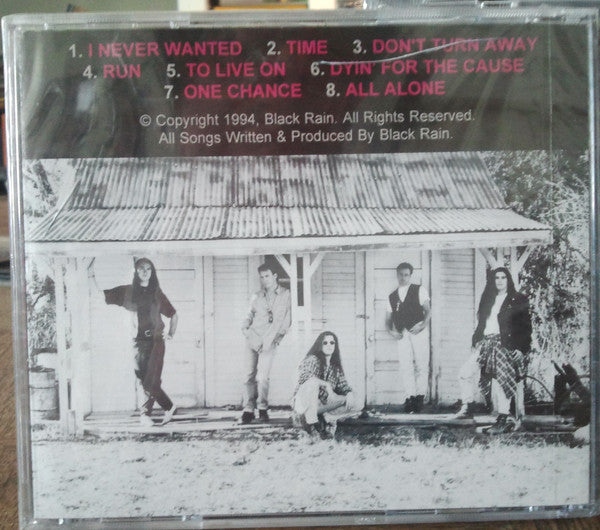 1. I NEVER WANTED 2. TIME 3. DON'T TURN AWAY
4. RUN 5. TO LIVE ON 6. DYIN' FOR THE CAUSE
7. ONE CHANCE 8. ALL ALONE
© Copyright 1994, Black Rain. All Rights Reserved.
All Songs Written & Produced By Black Rain.